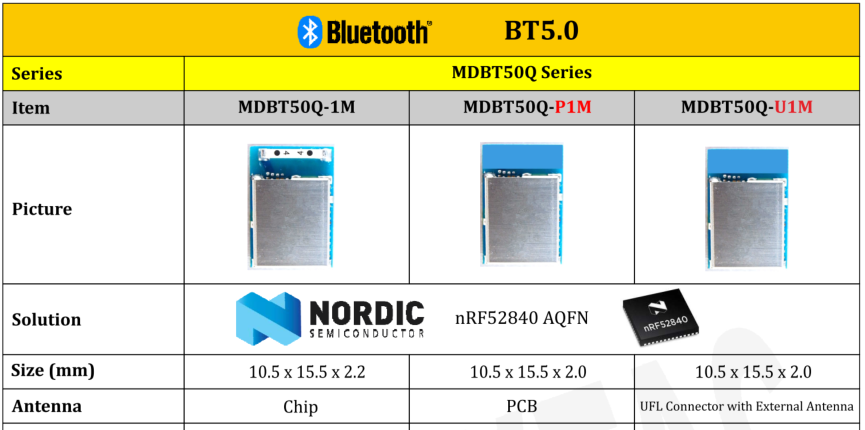 Bluetooth® BT5.0
Series MDBT50Q Series
Item MDBT50Q-1M MDBT50Q-P1M MDBT50Q-U1M
Picture
Solution NORDIC SEMICONDUCTOR nRF52840 AQFN nRF52840
Size (mm) 10.5 x 15.5 x 2.2 10.5 x 15.5 x 2.0 10.5 x 15.5 x 2.0
Antenna Chip PCB UFL Connector with External Antenna